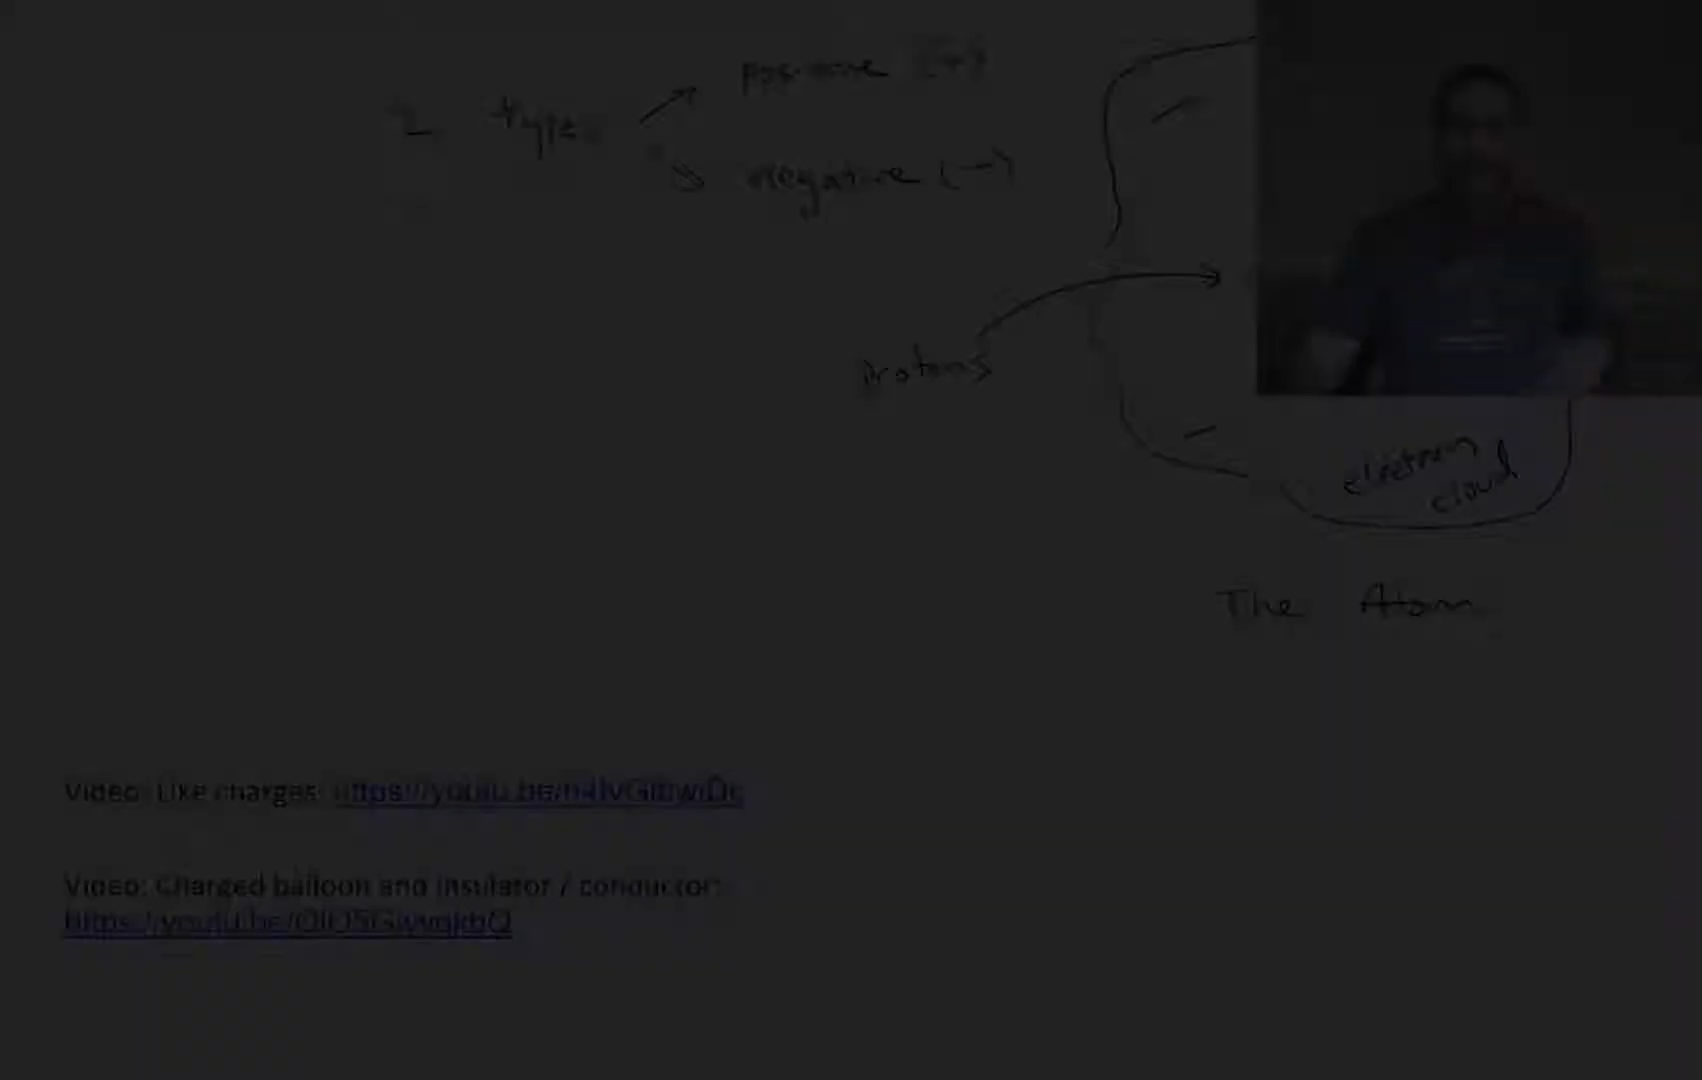 positive (+)
2 types
negative (-)
Protons
electron
cloud
The Atom
Video: Like charges:
Video: Charged balloon and insulator / conductor: